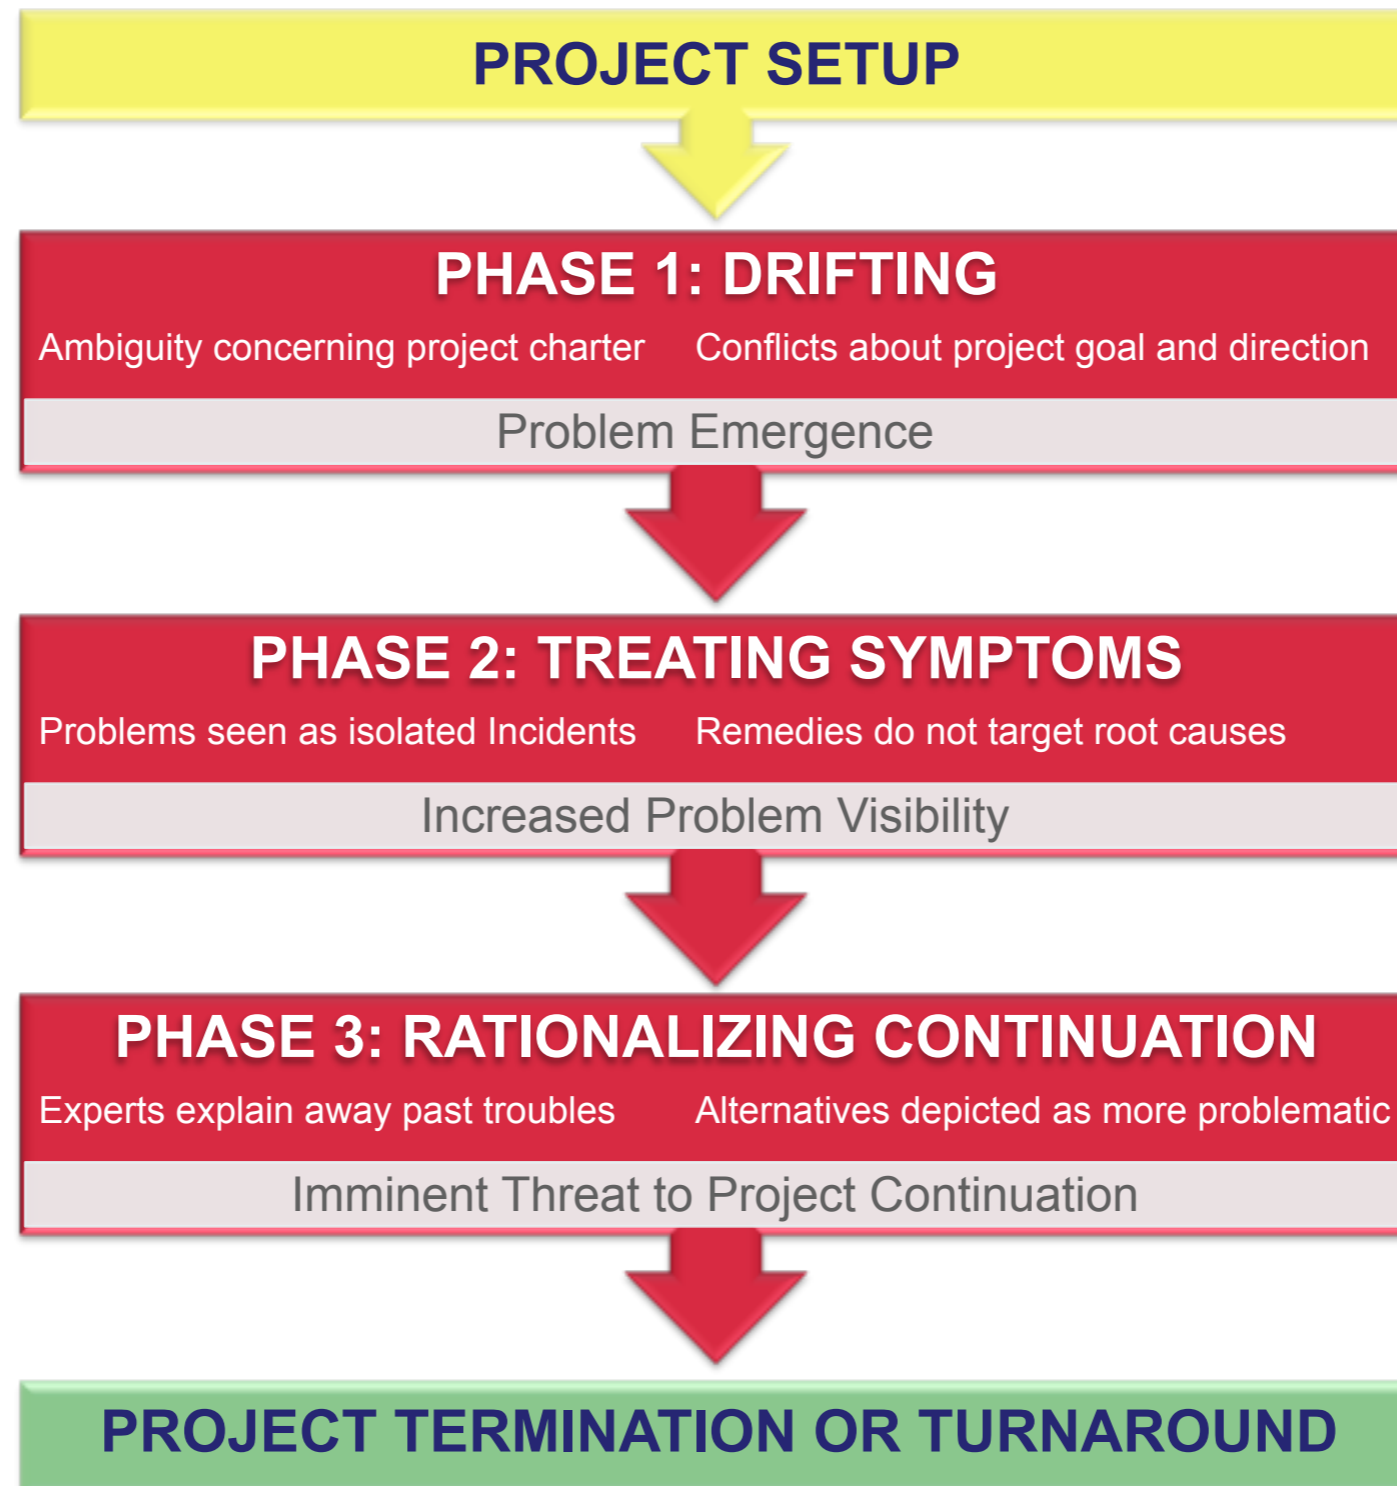 PROJECT SETUP
PHASE 1: DRIFTING
Ambiguity concerning project charter Conflicts about project goal and direction
Problem Emergence
PHASE 2: TREATING SYMPTOMS
Problems seen as isolated Incidents Remedies do not target root causes
Increased Problem Visibility
PHASE 3: RATIONALIZING CONTINUATION
Experts explain away past troubles Alternatives depicted as more problematic
Imminent Threat to Project Continuation
PROJECT TERMINATION OR TURNAROUND